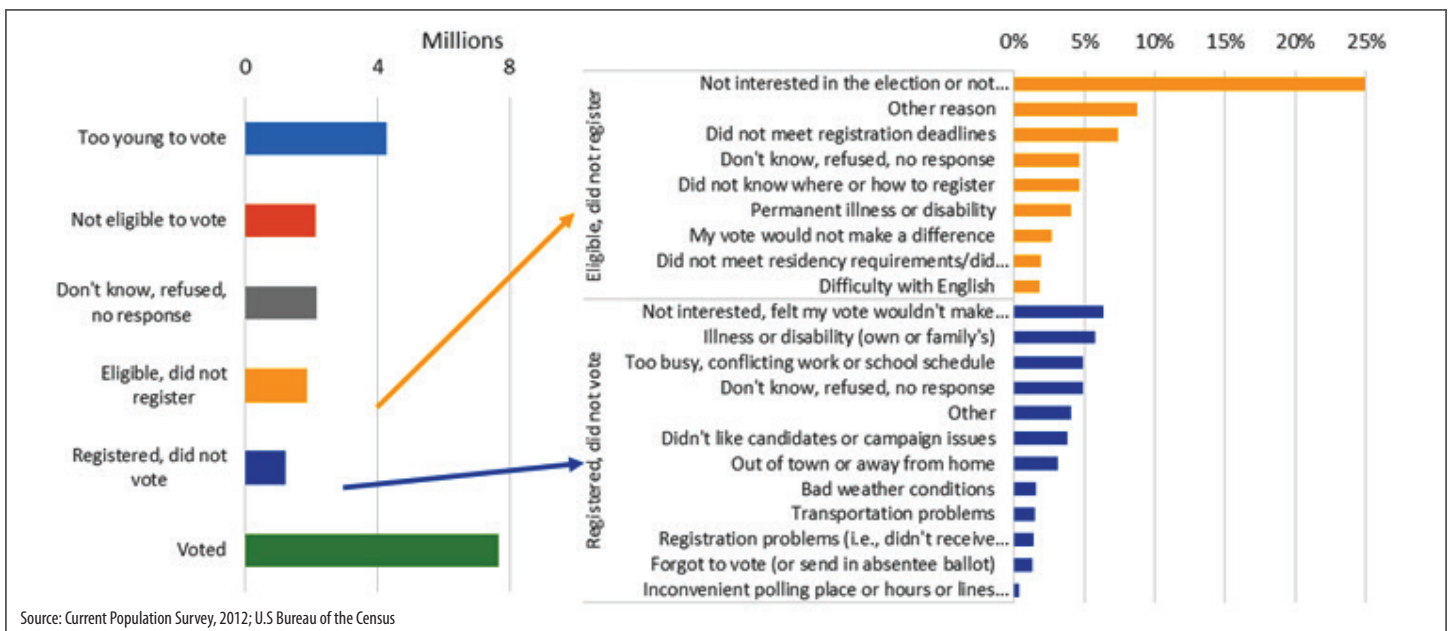 Millions
0 4 8
Too young to vote
Not eligible to vote
Don't know, refused,
no response
Eligible, did not
register
Registered, did not
vote
Voted
0% 5% 10% 15% 20% 25%
Eligible, did not register
Not interested in the election or not...
Other reason
Did not meet registration deadlines
Don't know, refused, no response
Did not know where or how to register
Permanent illness or disability
My vote would not make a difference
Did not meet residency requirements/did...
Difficulty with English
Registered, did not vote
Not interested, felt my vote wouldn't make...
Illness or disability (own or family's)
Too busy, conflicting work or school schedule
Don't know, refused, no response
Other
Didn't like candidates or campaign issues
Out of town or away from home
Bad weather conditions
Transportation problems
Registration problems (i.e., didn't receive...
Forgot to vote (or send in absentee ballot)
Inconvenient polling place or hours or lines...
Source: Current Population Survey, 2012; U.S Bureau of the Census